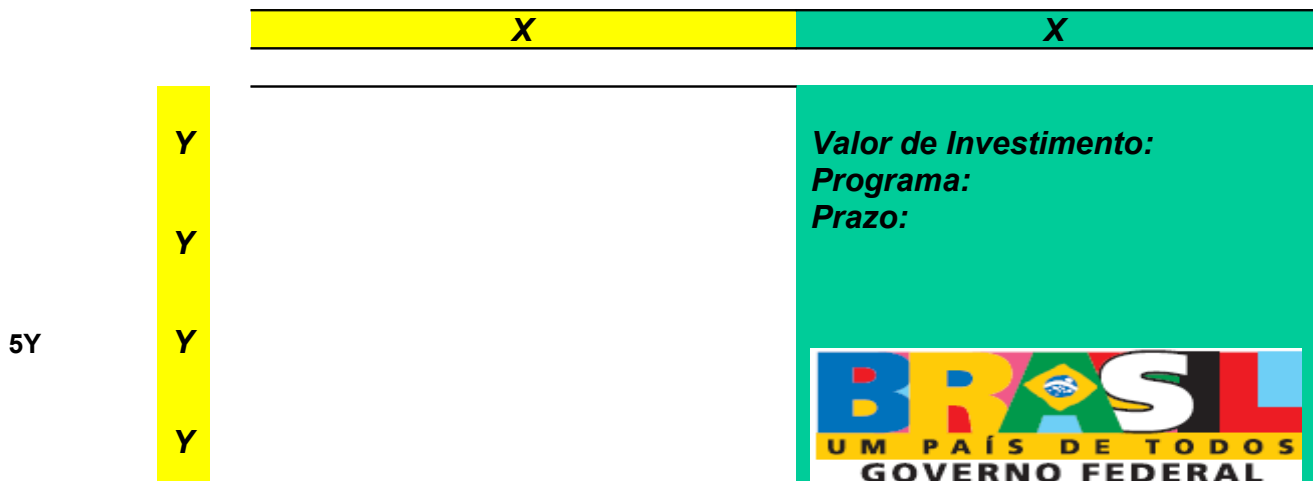 X X
Y
Valor de Investimento:
Programa:
Prazo:
Y
5Y Y
Y
BRASIL
UM PAÍS DE TODOS
GOVERNO FEDERAL